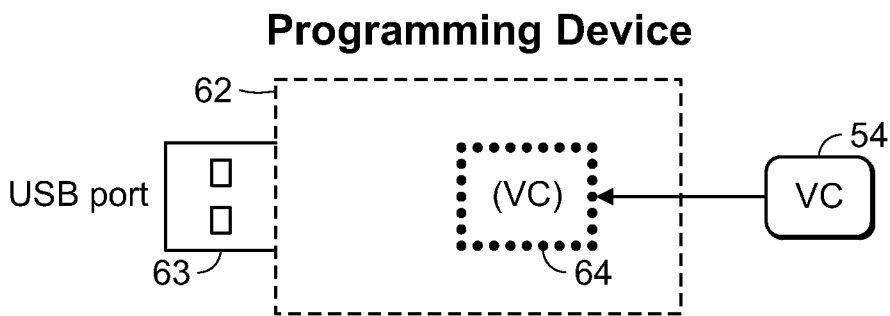 Programming Device
62
54
USB port
(VC)
VC
63
64